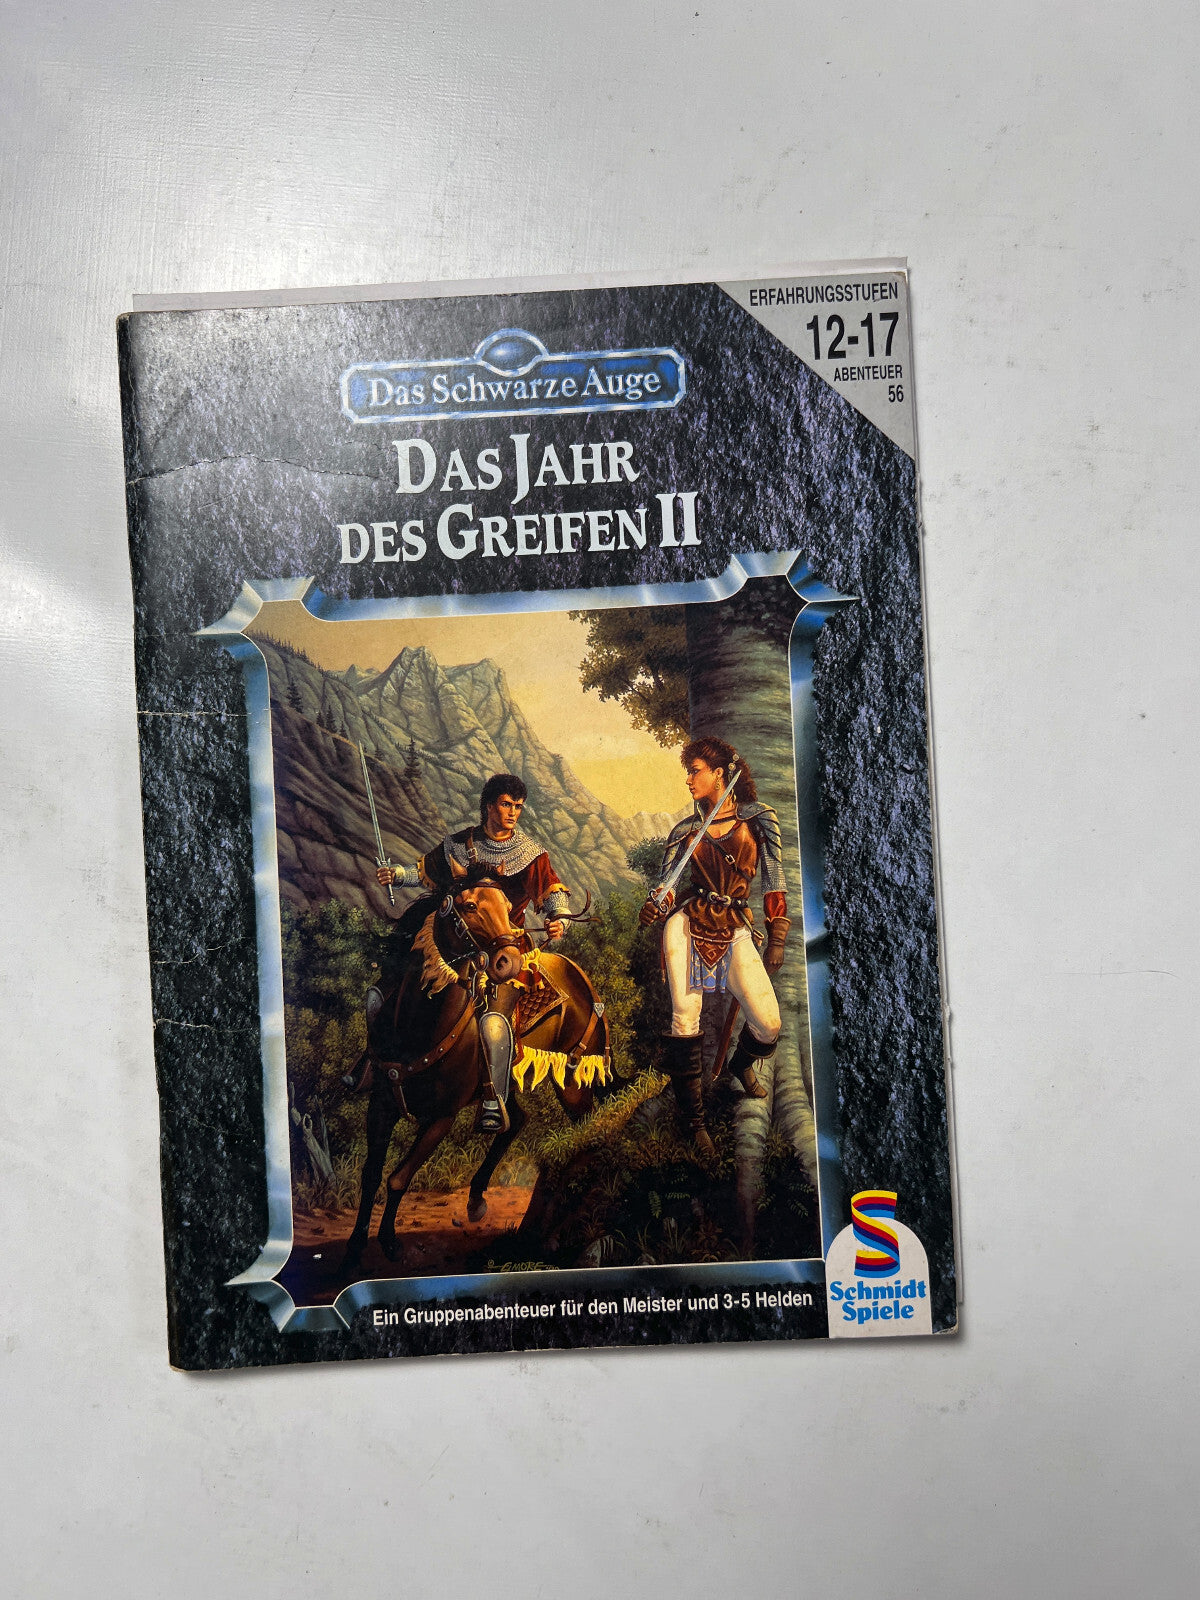 ERFAHRUNGSSTUFEN
12-17
ABENTEUER
56
Das Schwarze Auge
DAS JAHR
DES GREIFEN II
ELMORE
Ein Gruppenabenteuer für den Meister und 3-5 Helden
Schmidt
Spiele